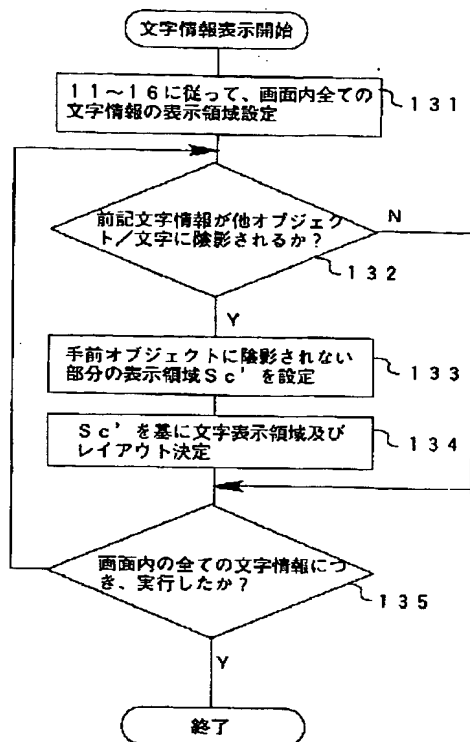 文字情報表示開始
11～16に従って、画面内全ての
文字情報の表示領域設定
131
前記文字情報が他オブジェク
ト／文字に陰影されるか？
N
132
Y
手前オブジェクトに陰影されない
部分の表示領域Sc'を設定
133
Sc'を基に文字表示領域及び
レイアウト決定
134
画面内の全ての文字情報につ
き、実行したか？
135
Y
終了